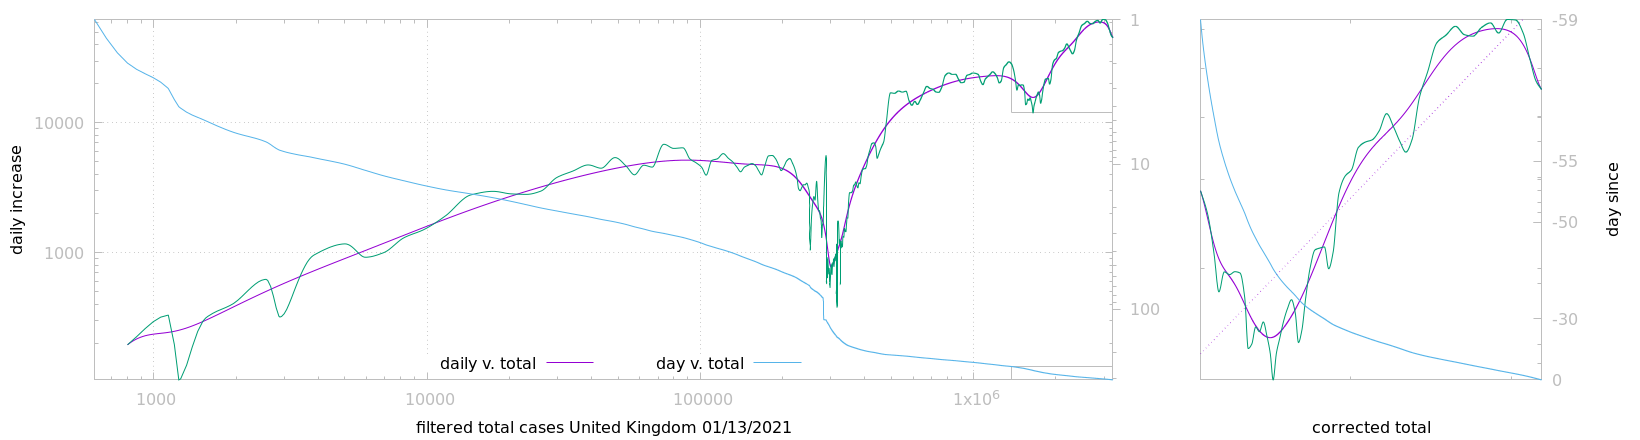 daily increase
10000
1000
1
10
100
daily v. total
day v. total
1000
10000
100000
1x10^6
filtered total cases United Kingdom 01/13/2021
-59
-55
-50
-30
0
day since
corrected total